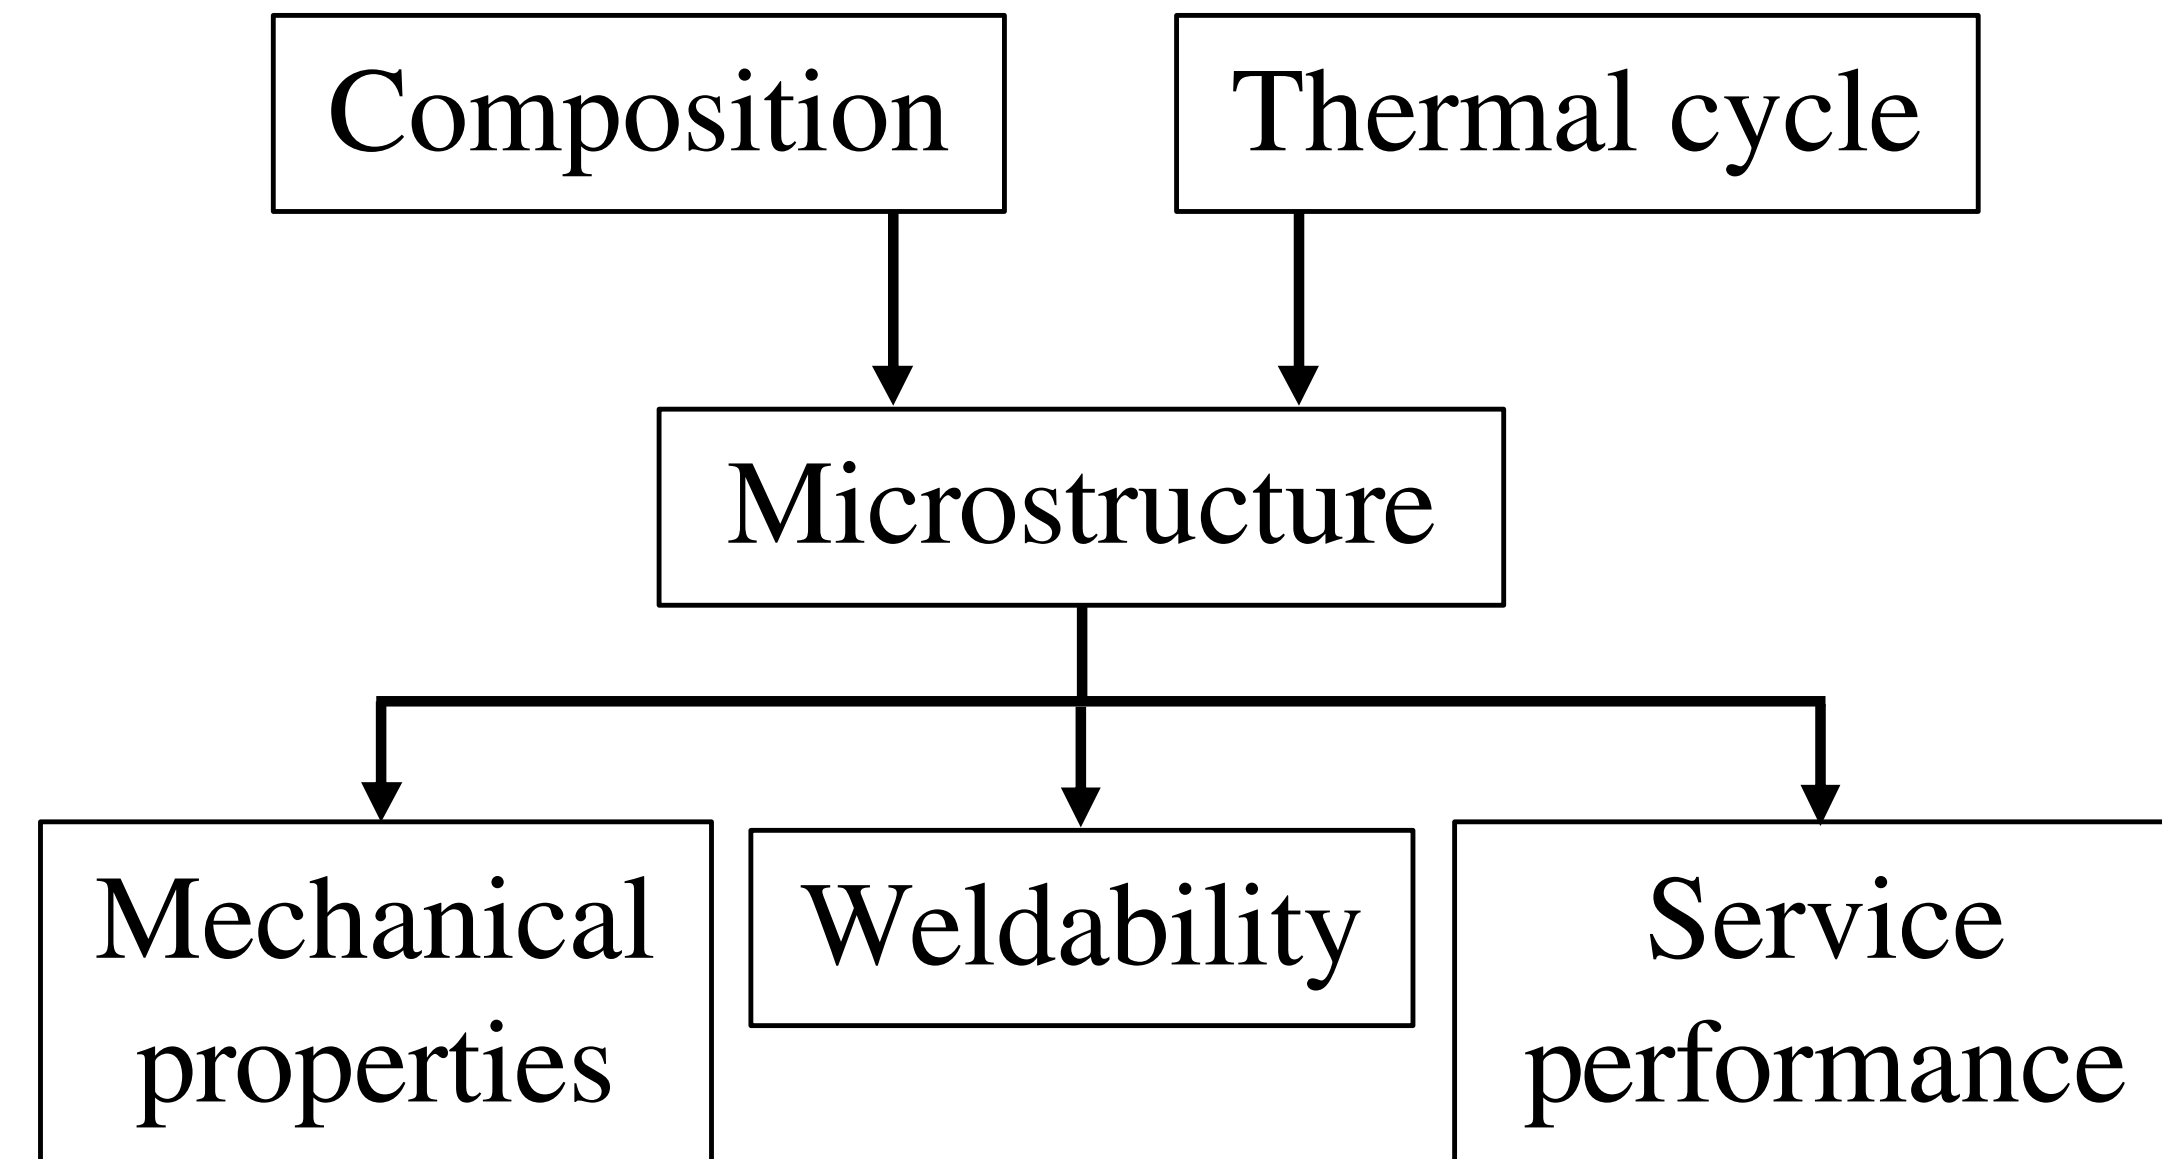 Composition
Thermal cycle
Microstructure
Mechanical
properties
Weldability
Service
performance